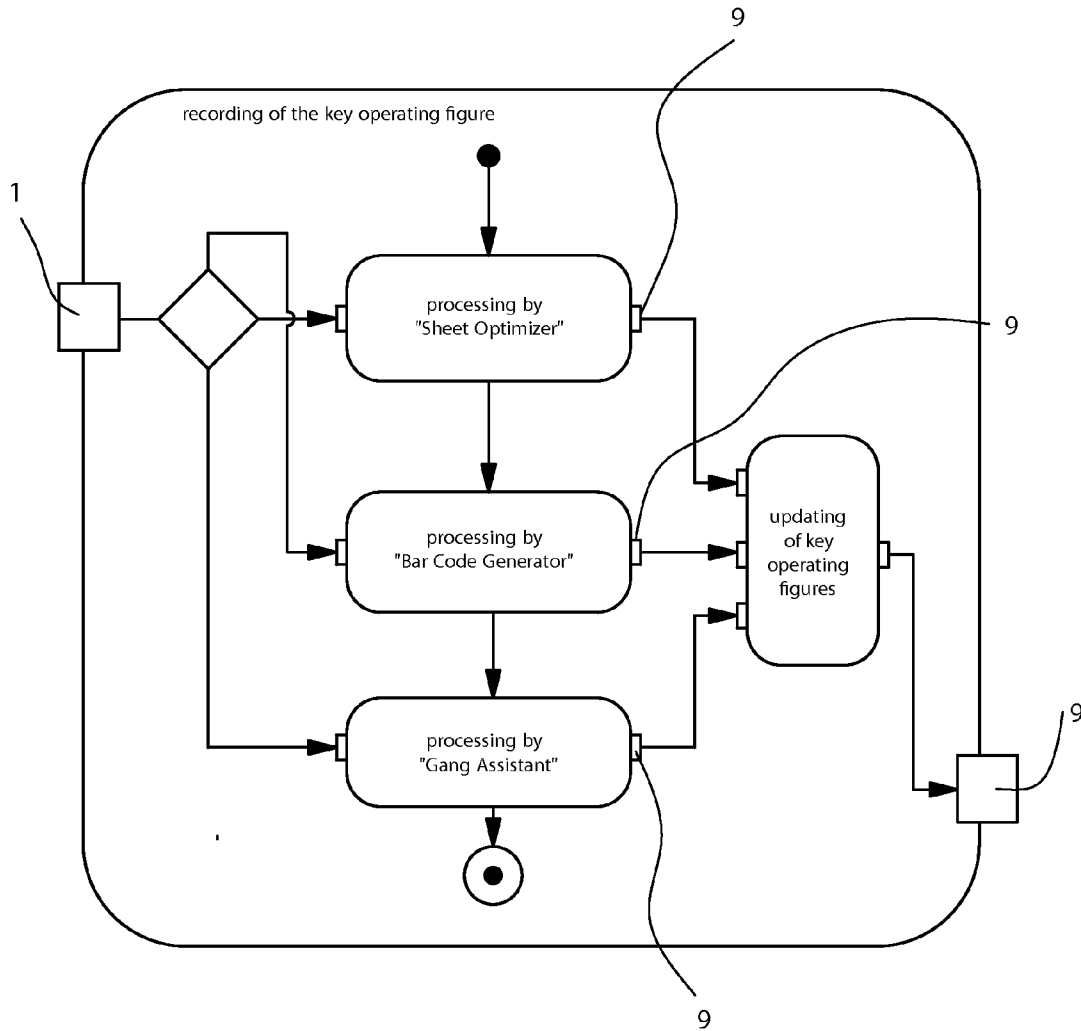 9
recording of the key operating figure
1
processing by
"Sheet Optimizer"
9
processing by
"Bar Code Generator"
updating
of key
operating
figures
processing by
"Gang Assistant"
9
9